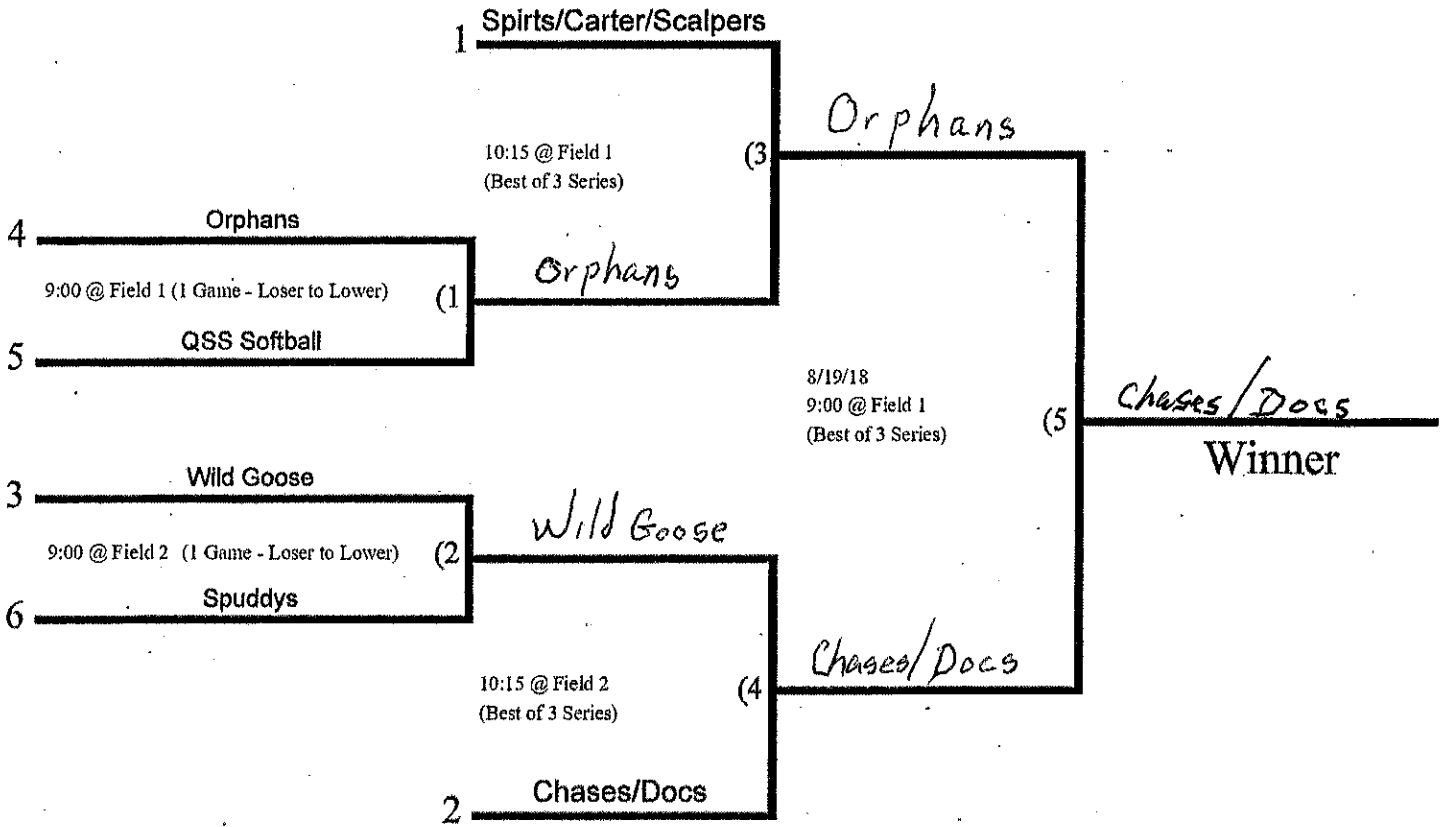 1 Spirts/Carter/Scalpers
10:15 @ Field 1
(Best of 3 Series)
(3
Orphans
4 Orphans
9:00 @ Field 1 (1 Game - Loser to Lower)
(1
Orphans
5 QSS Softball
8/19/18
9:00 @ Field 1
(Best of 3 Series)
(5
Chases/Docs
Winner
3 Wild Goose
9:00 @ Field 2 (1 Game - Loser to Lower)
(2
Wild Goose
6 Spuddys
10:15 @ Field 2
(Best of 3 Series)
(4
Chases/Docs
2 Chases/Docs